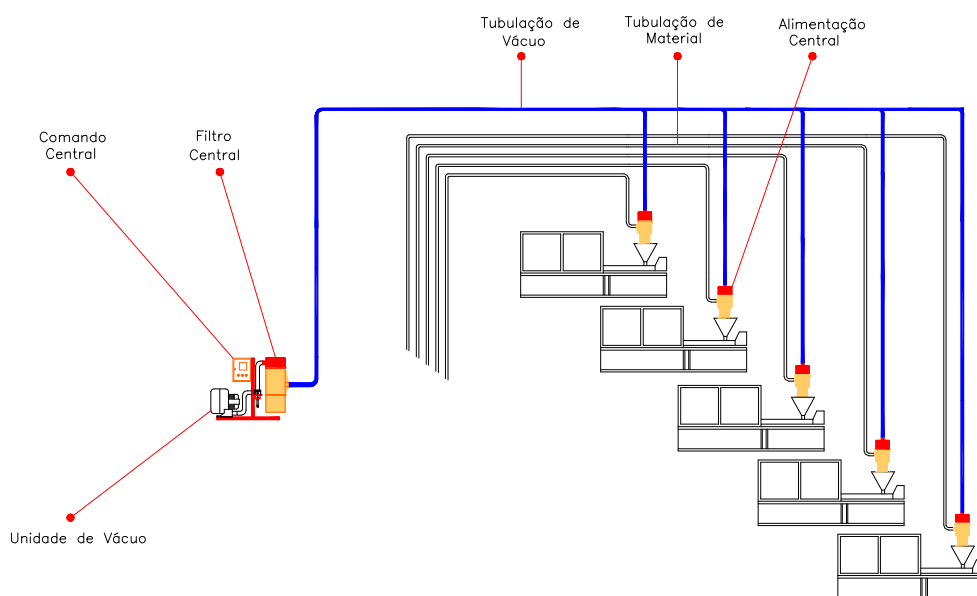 Tubulação de
Vácuo
Tubulação de
Material
Alimentação
Central
Comando
Central
Filtro
Central
Unidade de Vácuo